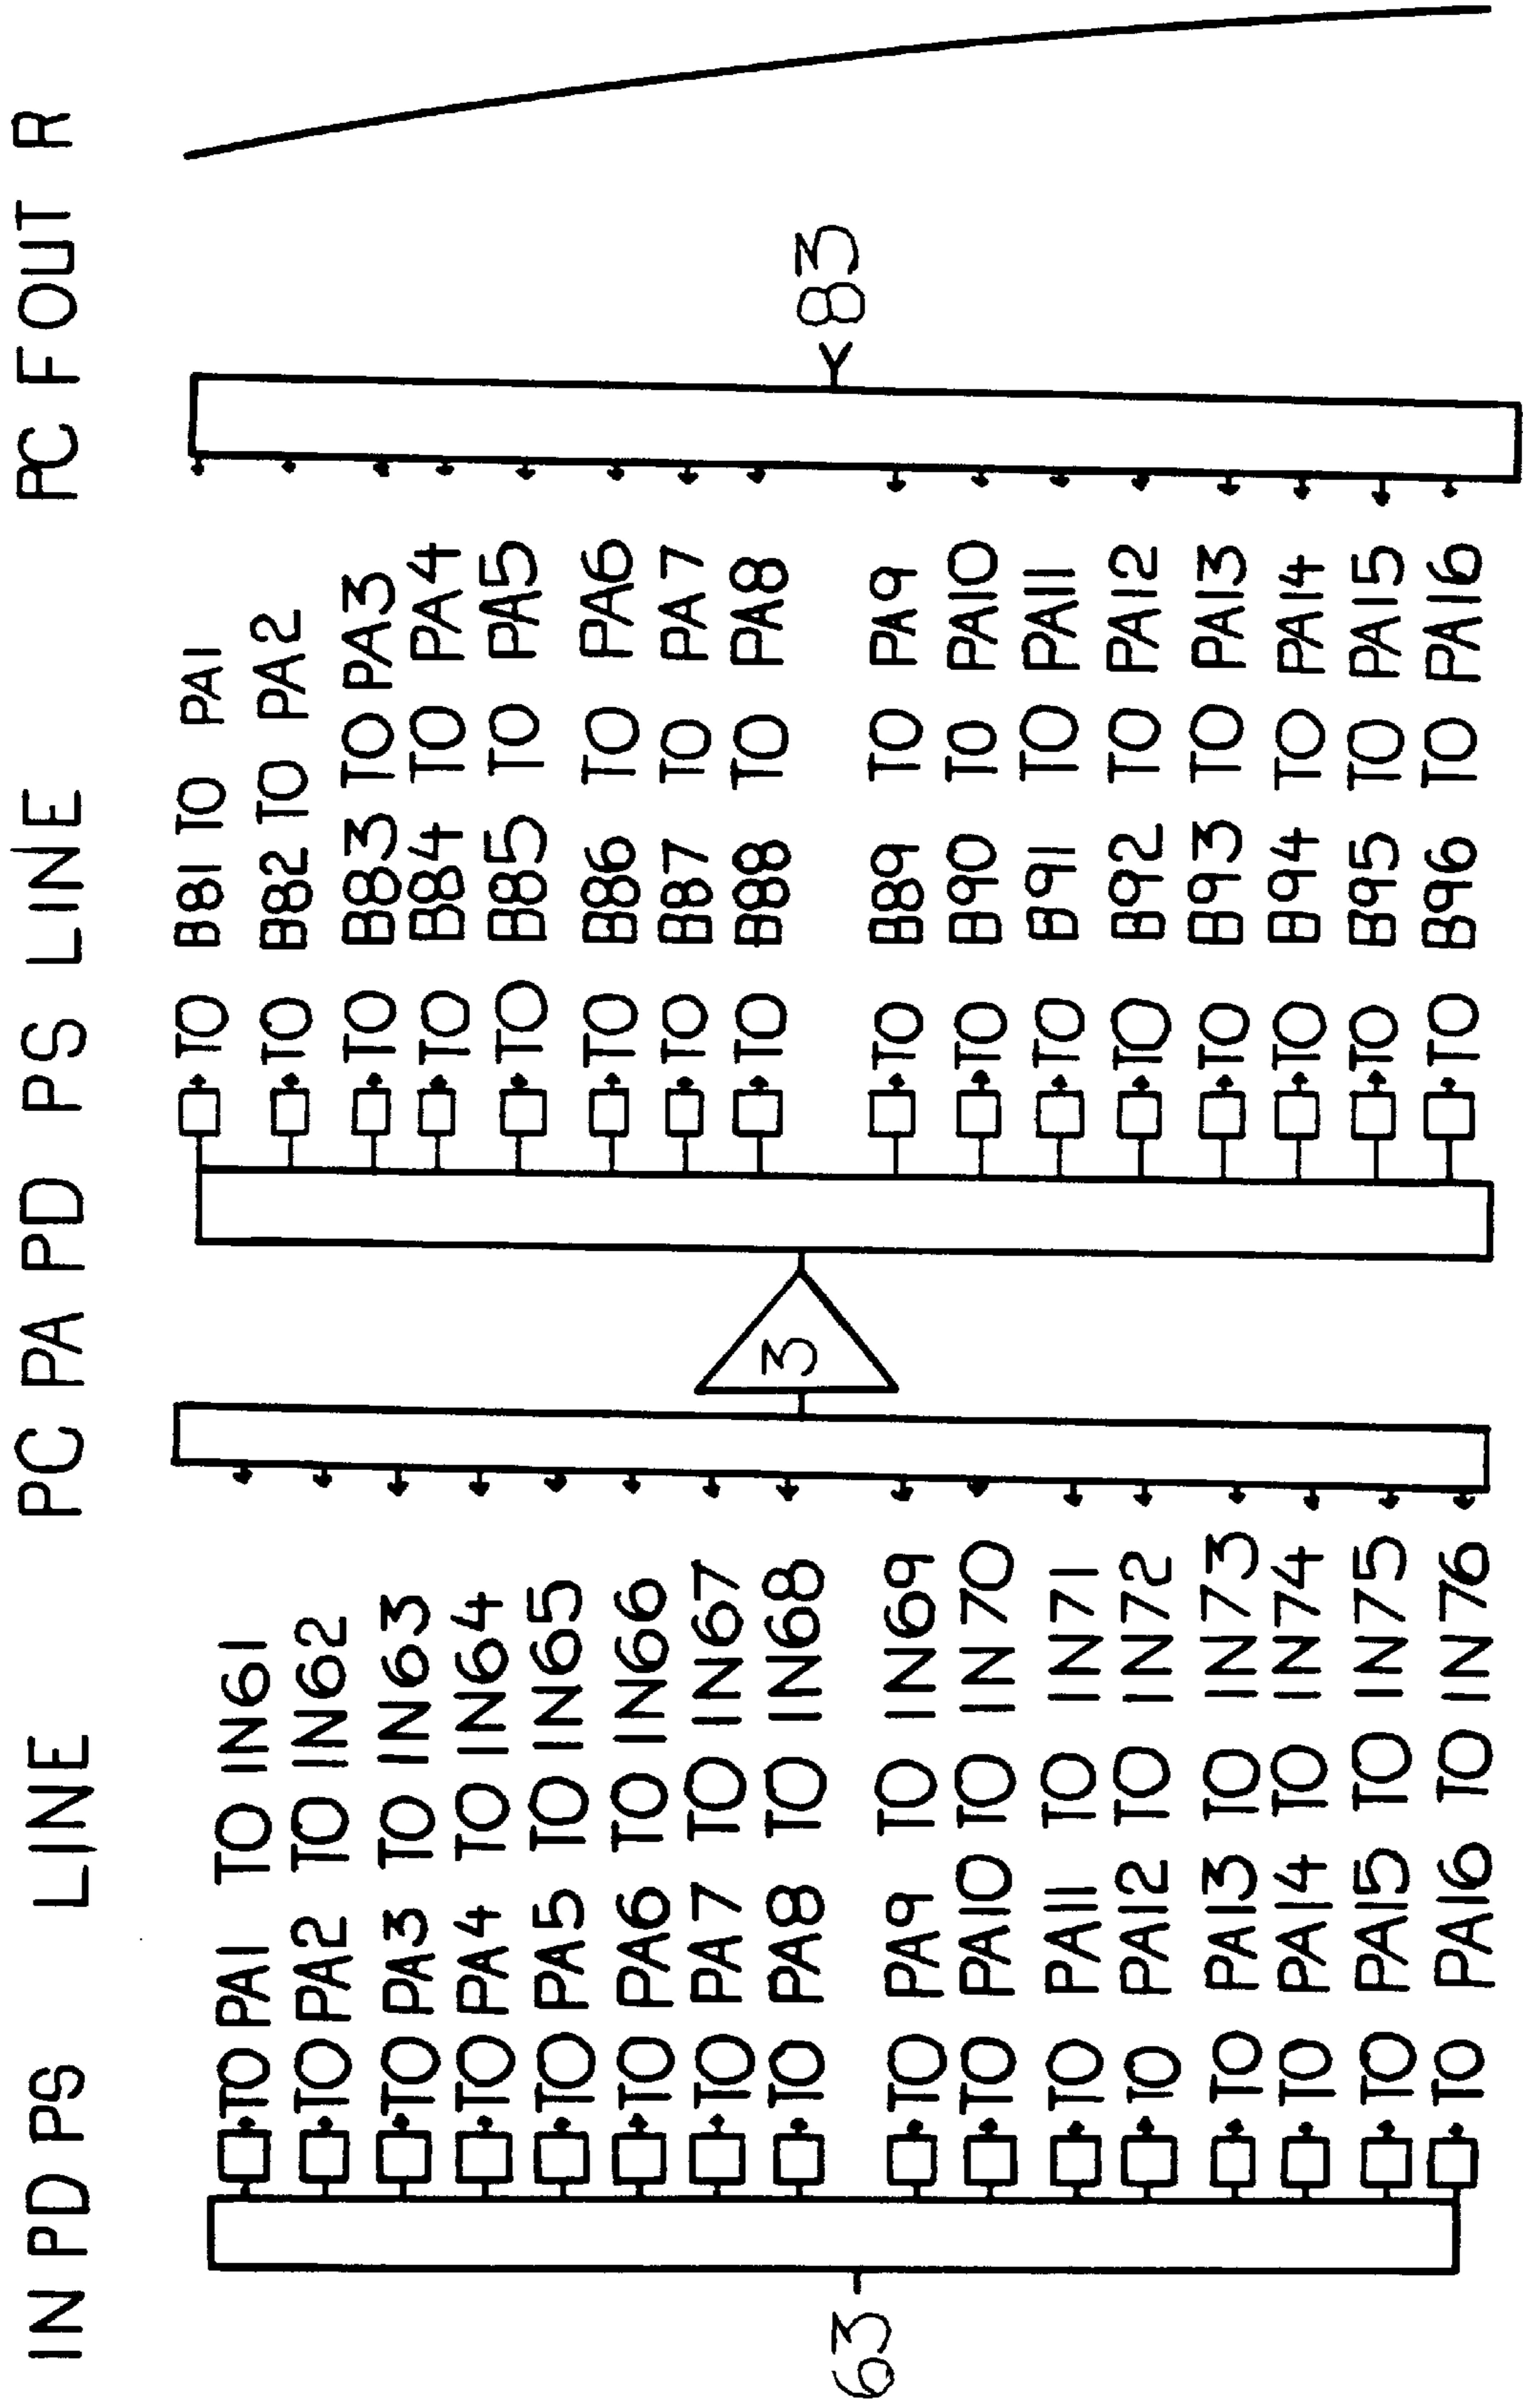 IN PD PS LINE PC PA PD PS LINE PC F OUT R
TO PA1 TO IN61
TO PA2 TO IN62
TO PA3 TO IN63
TO PA4 TO IN64
TO PA5 TO IN65
TO PA6 TO IN66
TO PA7 TO IN67
TO PA8 TO IN68
TO PA9 TO IN69
TO PA10 TO IN70
TO PA11 TO IN71
TO PA12 TO IN72
TO PA13 TO IN73
TO PA14 TO IN74
TO PA15 TO IN75
TO PA16 TO IN76
63
3
TO B81 TO PA1
TO B82 TO PA2
TO B83 TO PA3
TO B84 TO PA4
TO B85 TO PA5
TO B86 TO PA6
TO B87 TO PA7
TO B88 TO PA8
TO B89 TO PA9
TO B90 TO PA10
TO B91 TO PA11
TO B92 TO PA12
TO B93 TO PA13
TO B94 TO PA14
TO B95 TO PA15
TO B96 TO PA16
83